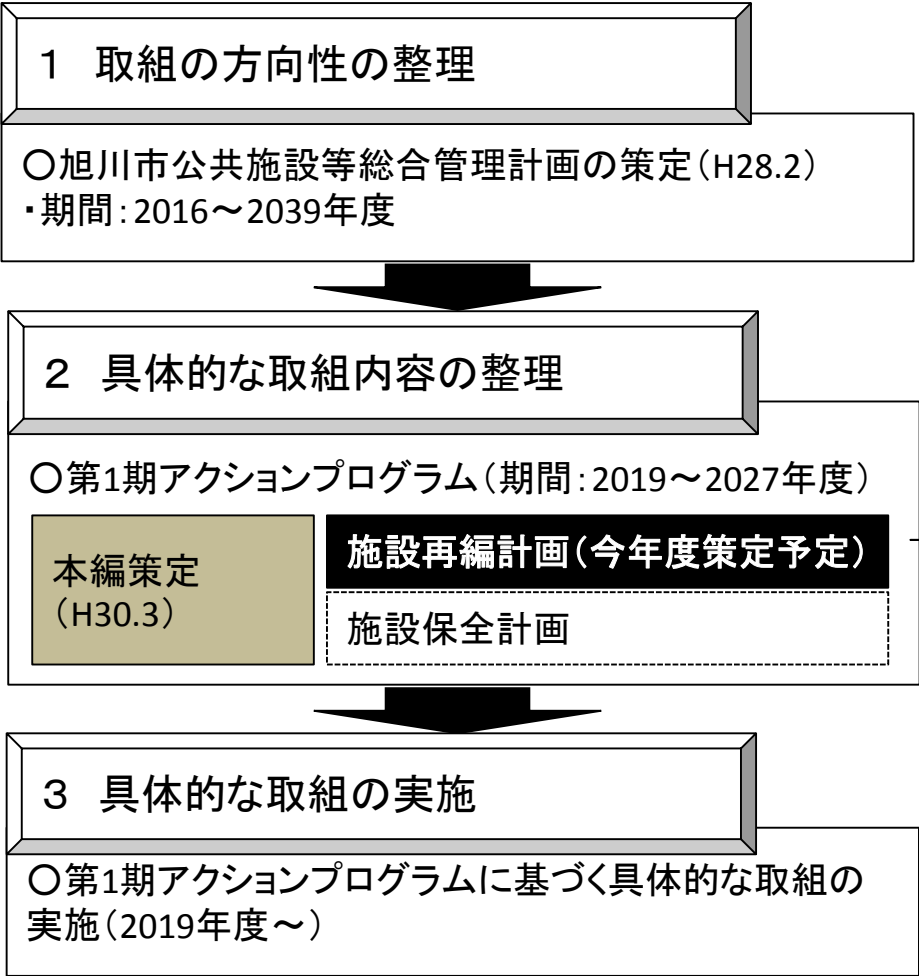 １　取組の方向性の整理
○旭川市公共施設等総合管理計画の策定（H28.2）
・期間：2016～2039年度
２　具体的な取組内容の整理
○第1期アクションプログラム（期間：2019～2027年度）
本編策定
（H30.3）
施設再編計画（今年度策定予定）
施設保全計画
３　具体的な取組の実施
○第1期アクションプログラムに基づく具体的な取組の
実施（2019年度～）